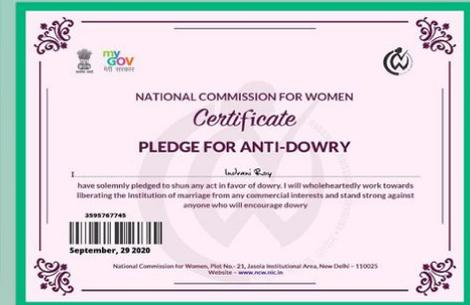 my
GOV
मेरी सरकार
NATIONAL COMMISSION FOR WOMEN
Certificate
PLEDGE FOR ANTI-DOWRY
I Indrani Roy
have solemnly pledged to shun any act in favor of dowry. I will wholeheartedly work towards
liberating the institution of marriage from any commercial interests and stand strong against
anyone who will encourage dowry
3595767745
September, 29 2020
National Commission for Women, Plot No.- 21, Jasola Institutional Area, New Delhi – 110025
Website – www.ncw.nic.in